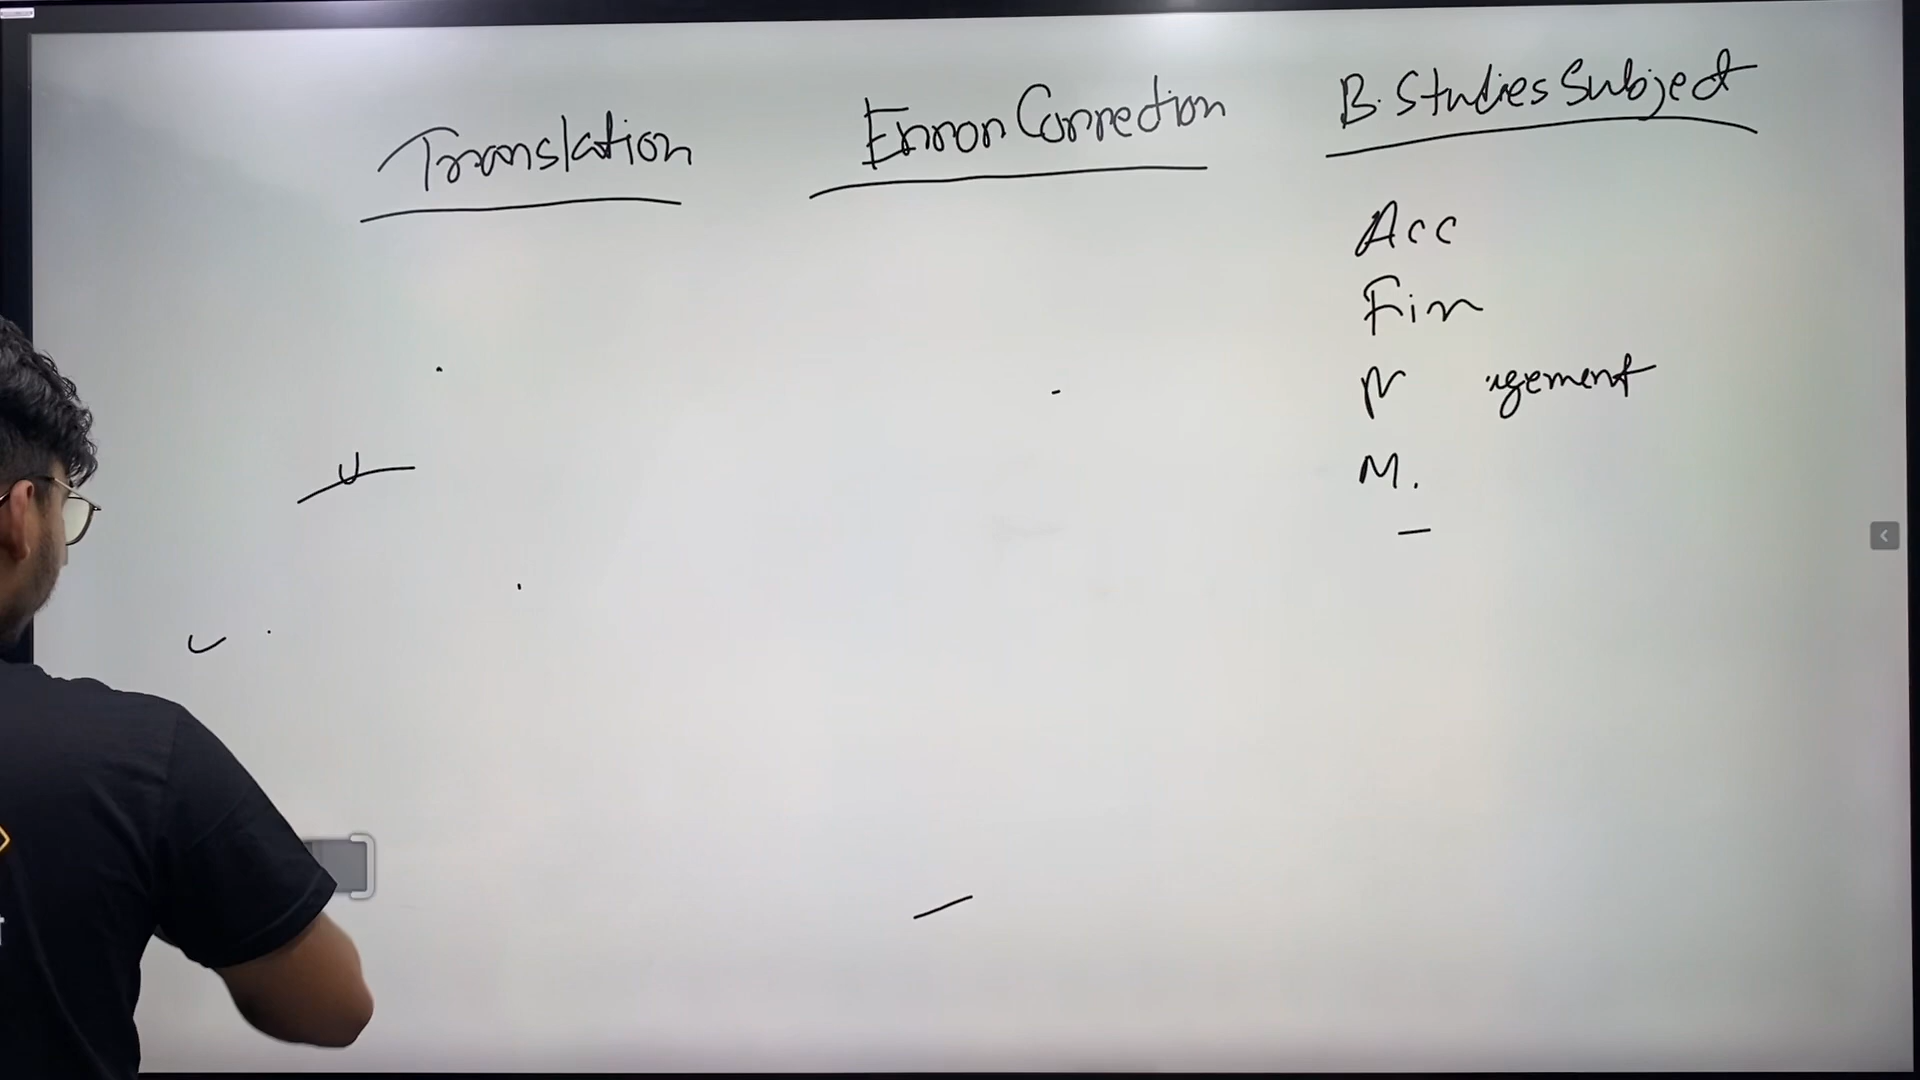 Translation
Error Correction
B. Studies Subject
Acc
Fin
agement
M.